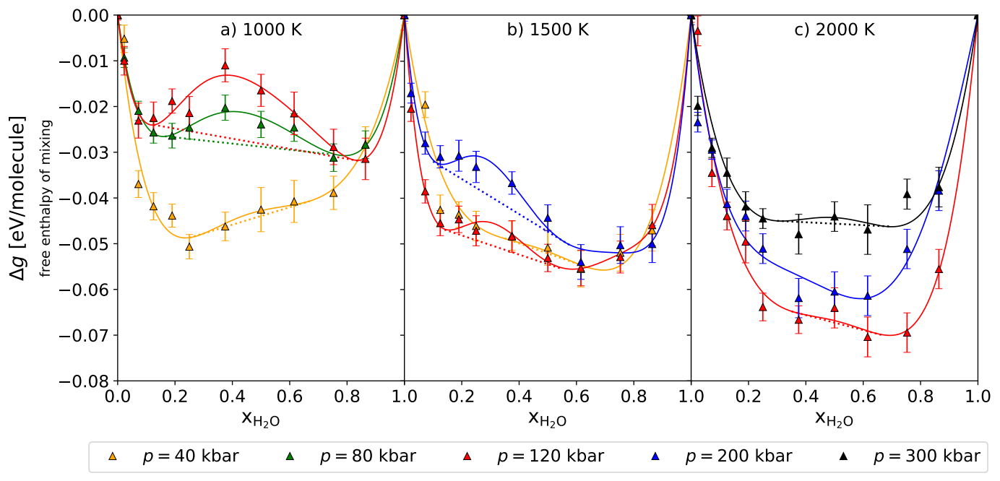 0.00
−0.01
−0.02
−0.03
−0.04
−0.05
−0.06
−0.07
−0.08
Δg [eV/molecule]
free enthalpy of mixing
a) 1000 K
b) 1500 K
c) 2000 K
0.0 0.2 0.4 0.6 0.8 1.0 0.2 0.4 0.6 0.8 1.0 0.2 0.4 0.6 0.8 1.0
x_H₂O x_H₂O x_H₂O
p = 40 kbar p = 80 kbar p = 120 kbar p = 200 kbar p = 300 kbar